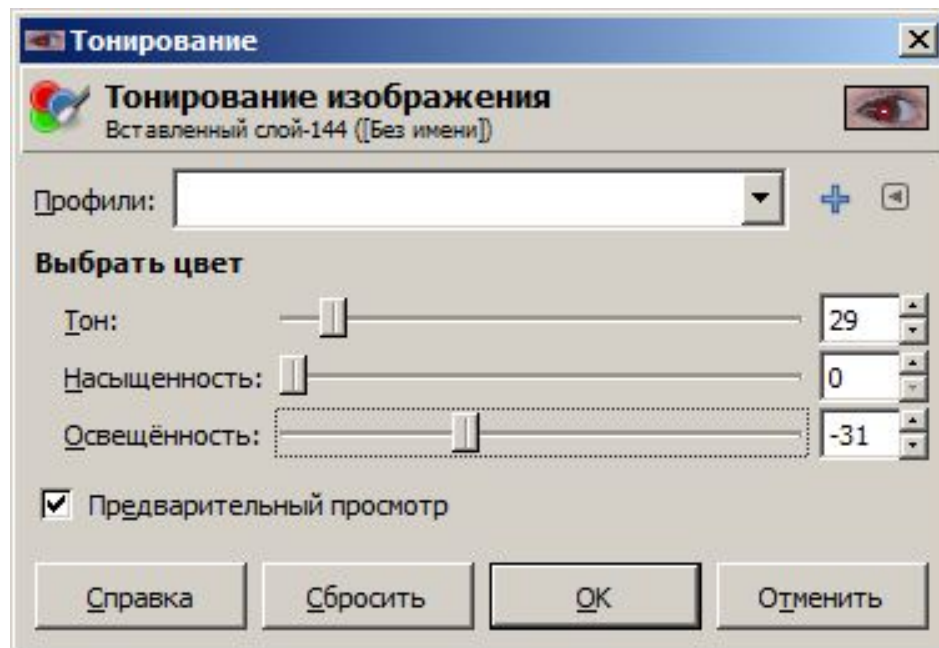 Тонирование
Тонирование изображения
Вставленный слой-144 ([Без имени])
Профили:
Выбрать цвет
Тон: 29
Насыщенность: 0
Освещённость: -31
Предварительный просмотр
Справка Сбросить OK Отменить